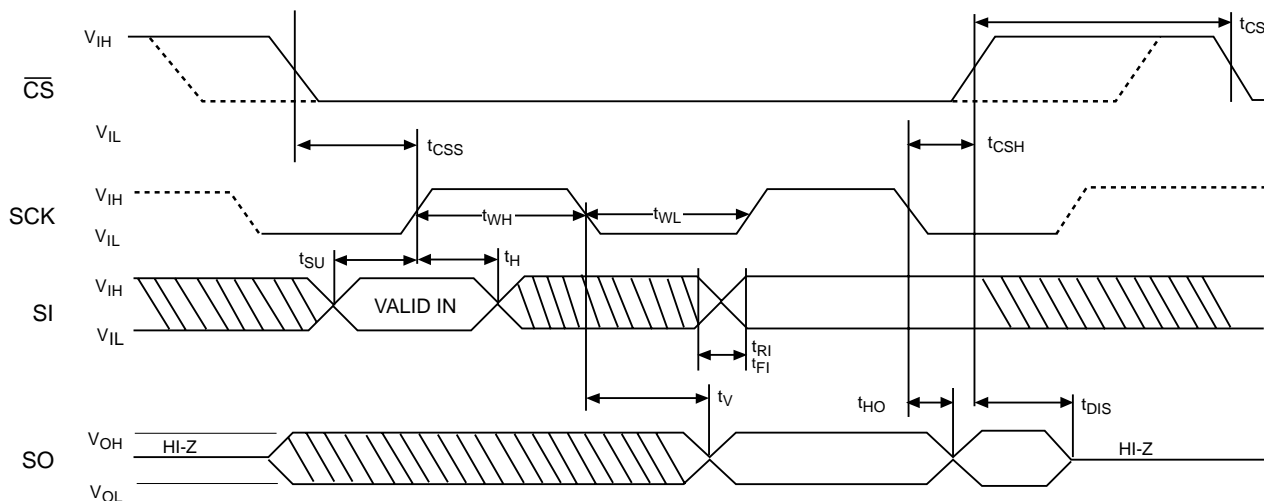 V_IH
t_CS
CS
V_IL
t_CSS
t_CSH
V_IH
SCK
t_WH
t_WL
V_IL
t_SU
t_H
V_IH
SI
VALID IN
V_IL
t_RI
t_FI
t_V
t_HO
t_DIS
V_OH
HI-Z
HI-Z
SO
V_OL